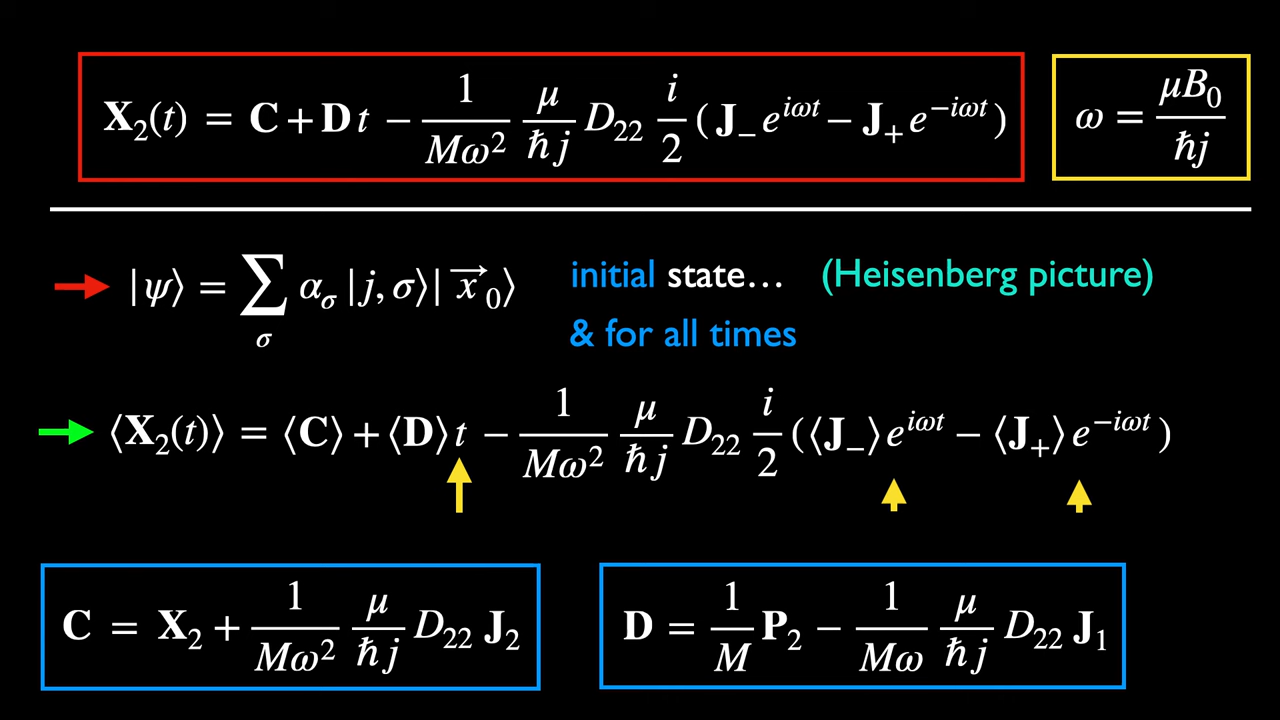 X₂(t) = C + D t − 1/(Mω²) μ/(ħj) D₂₂ i/2 ( J₋ e^{iωt} − J₊ e^{−iωt} )
ω = μB₀/(ħj)
|ψ⟩ = ∑_σ α_σ |j, σ⟩| x⃗₀⟩
initial state… (Heisenberg picture)
& for all times
⟨X₂(t)⟩ = ⟨C⟩ + ⟨D⟩ t − 1/(Mω²) μ/(ħj) D₂₂ i/2 (⟨J₋⟩ e^{iωt} − ⟨J₊⟩ e^{−iωt} )
C = X₂ + 1/(Mω²) μ/(ħj) D₂₂ J₂
D = 1/M P₂ − 1/(Mω) μ/(ħj) D₂₂ J₁